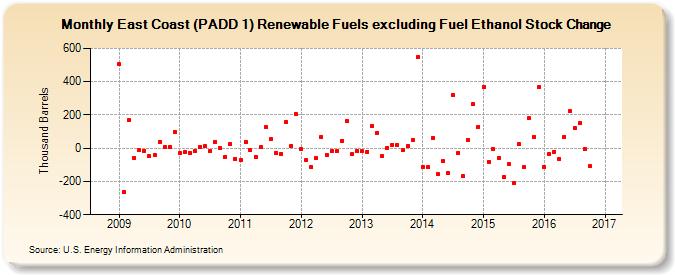 Monthly East Coast (PADD 1) Renewable Fuels excluding Fuel Ethanol Stock Change
Thousand Barrels
600
400
200
0
-200
-400
2009 2010 2011 2012 2013 2014 2015 2016 2017
Source: U.S. Energy Information Administration